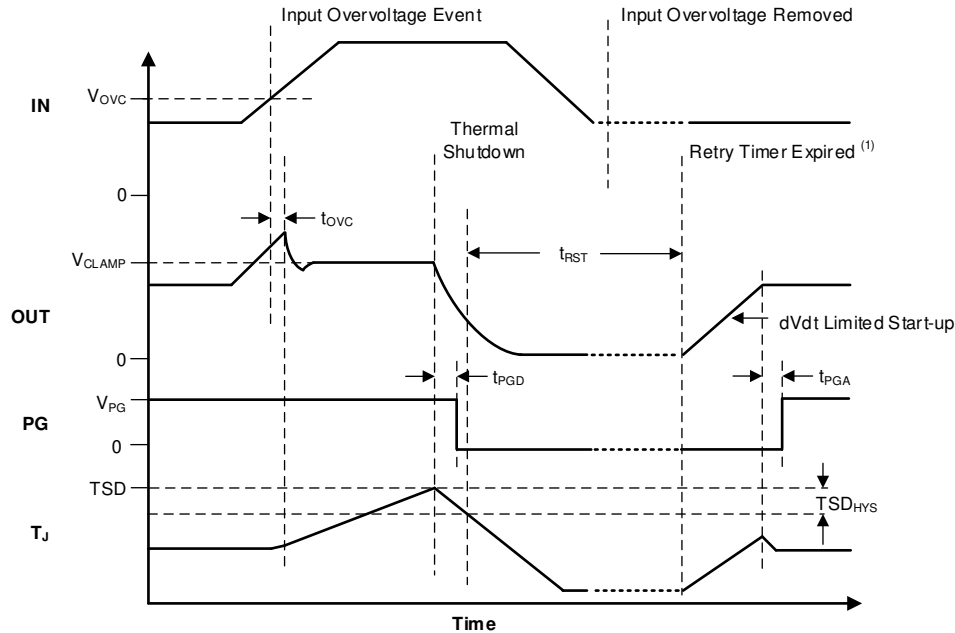 Input Overvoltage Event
Input Overvoltage Removed
IN
VOVC
Thermal
Shutdown
Retry Timer Expired (1)
0
tOVC
VCLAMP
tRST
OUT
dVdt Limited Start-up
0
tPGD
tPGA
VPG
PG
0
TSD
TSDHYS
TJ
Time